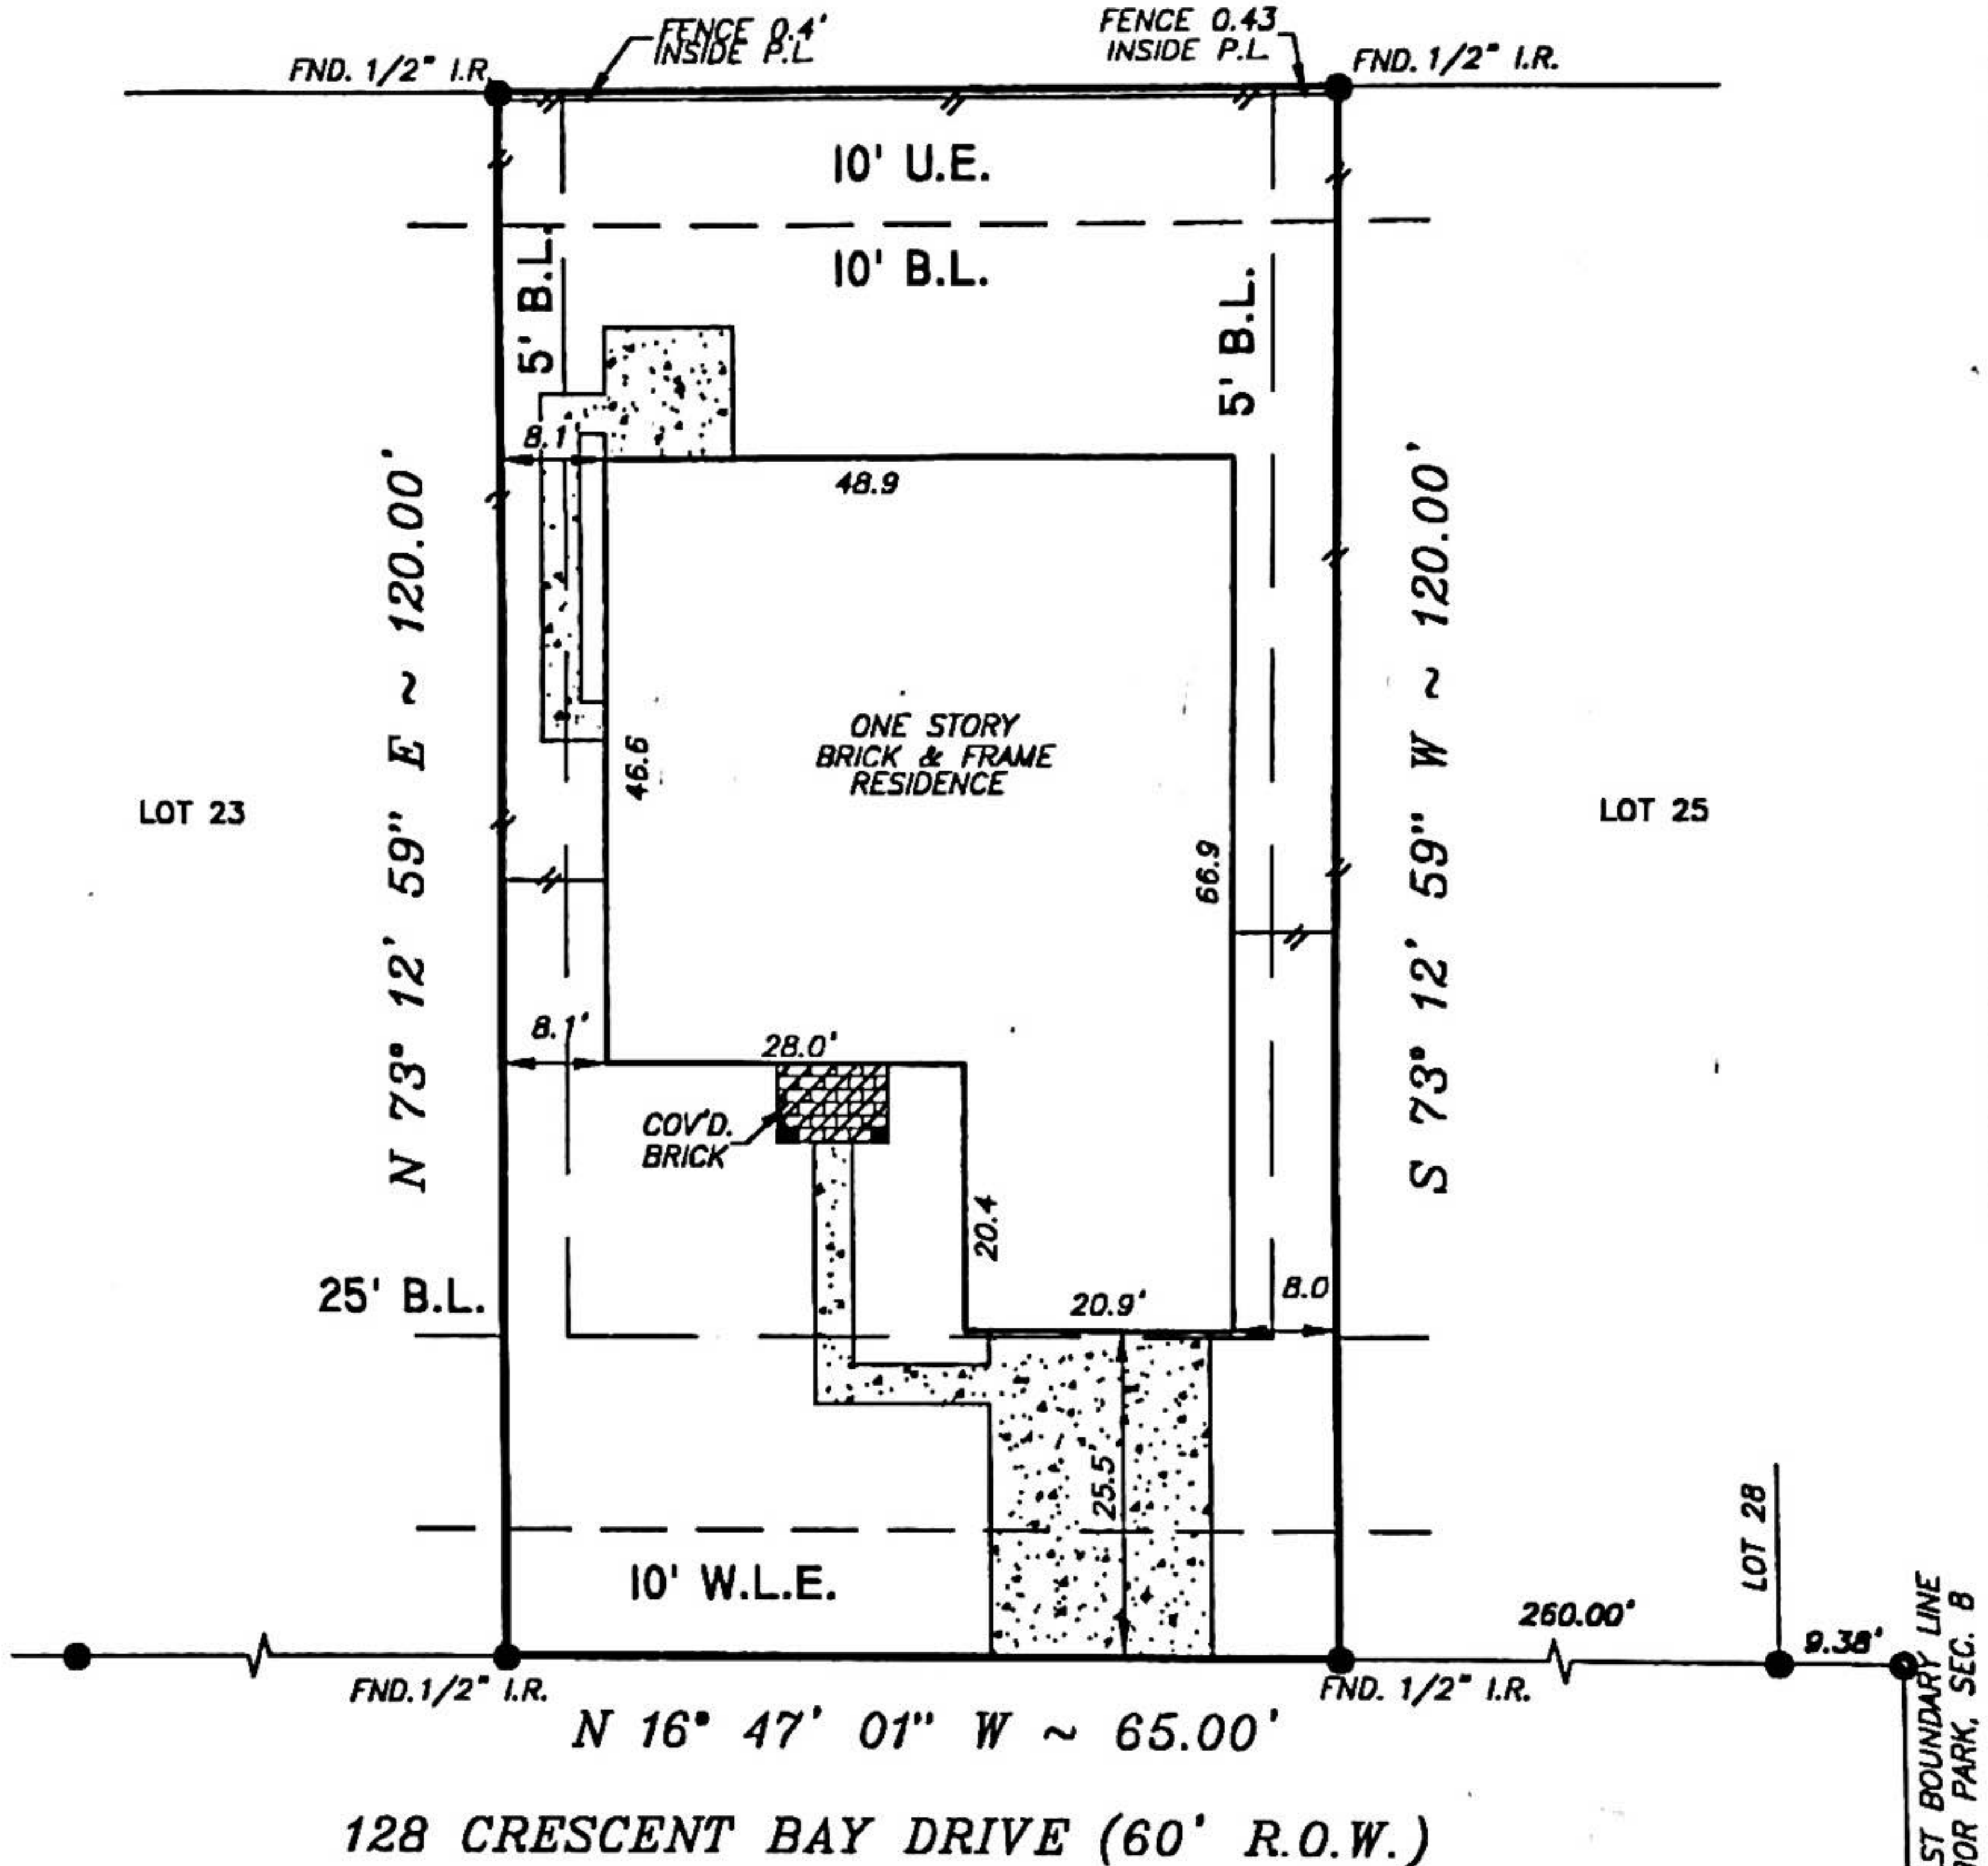 FENCE 0.4'
INSIDE P.L.
FENCE 0.43
INSIDE P.L.
FND. 1/2" I.R.
FND. 1/2" I.R.
10' U.E.
10' B.L.
5' B.L.
5' B.L.
8.1'
48.9
N 73° 12' 59" E ~ 120.00'
S 73° 12' 59" W ~ 120.00'
46.6
ONE STORY
BRICK & FRAME
RESIDENCE
LOT 23
LOT 25
66.9
8.1'
28.0'
COV'D.
BRICK
20.4
25' B.L.
20.9'
8.0
25.5'
10' W.L.E.
LOT 28
260.00'
9.38'
FND. 1/2" I.R.
FND. 1/2" I.R.
N 16° 47' 01" W ~ 65.00'
128 CRESCENT BAY DRIVE (60' R.O.W.)
BOUNDARY LINE
PARK, SEC. B